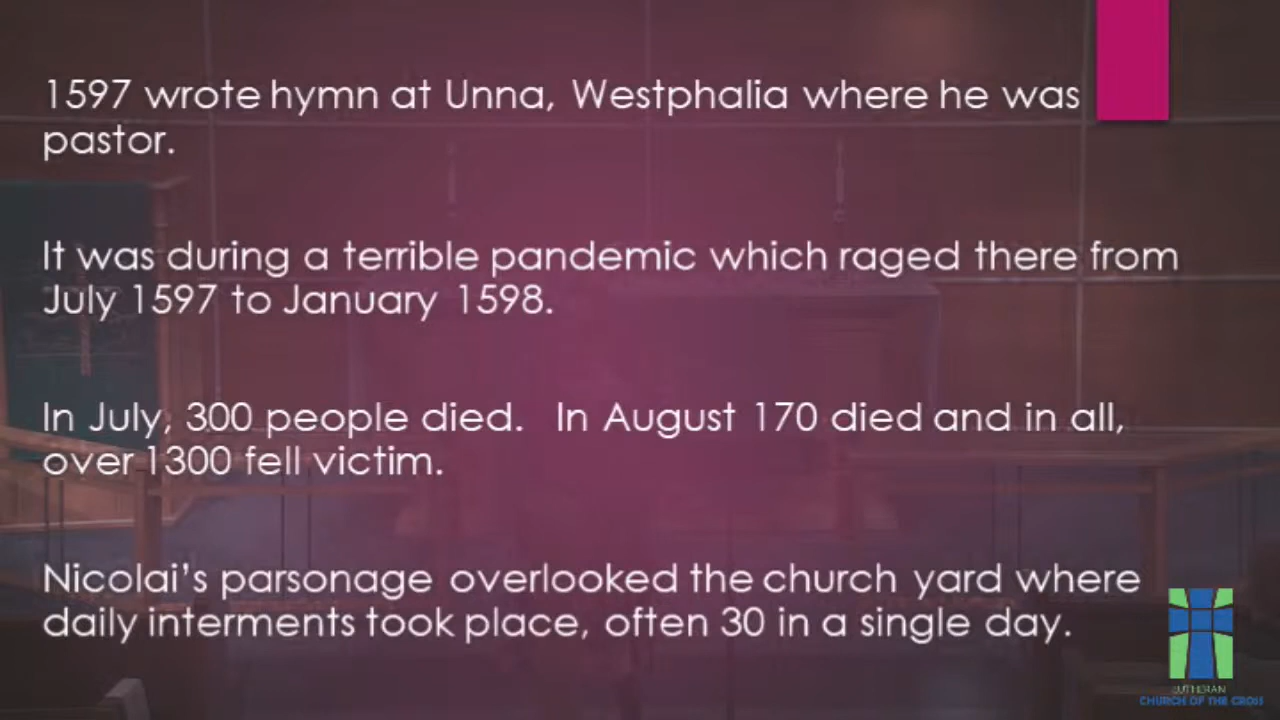 1597 wrote hymn at Unna, Westphalia where he was
pastor.
It was during a terrible pandemic which raged there from
July 1597 to January 1598.
In July, 300 people died. In August 170 died and in all,
over 1300 fell victim.
Nicolai's parsonage overlooked the church yard where
daily interments took place, often 30 in a single day.
LUTHERAN
CHURCH OF THE CROSS